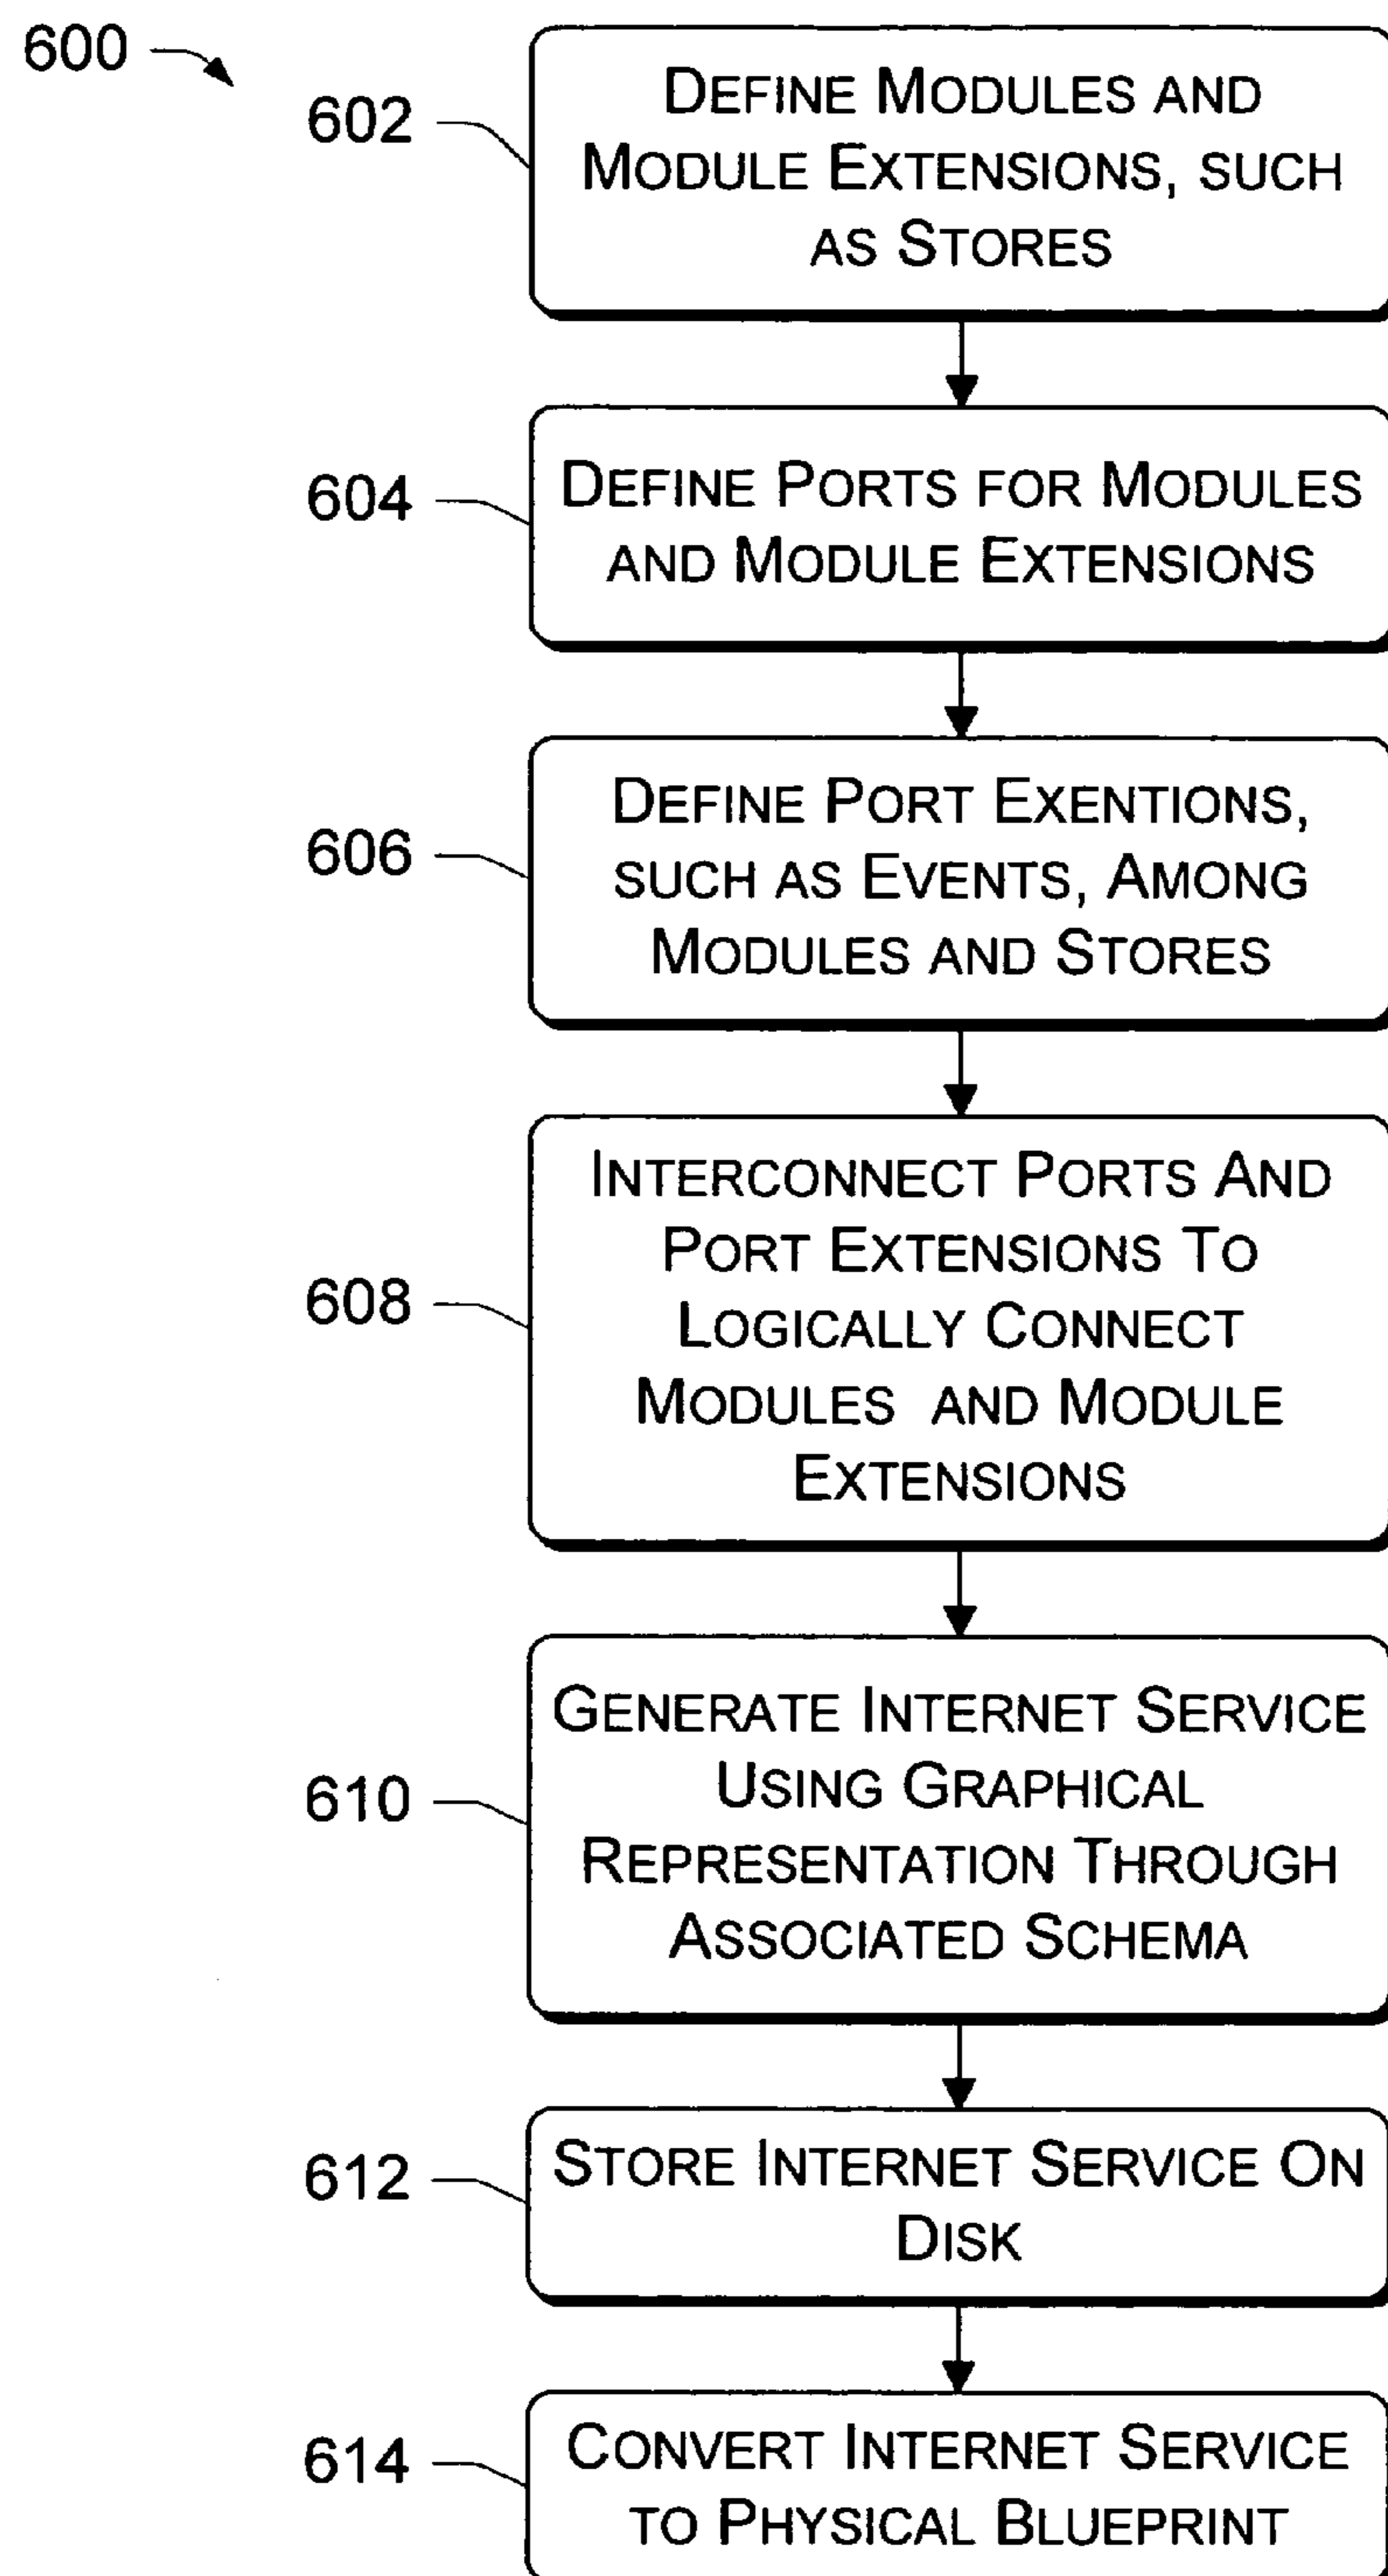 600
602
DEFINE MODULES AND
MODULE EXTENSIONS, SUCH
AS STORES
604
DEFINE PORTS FOR MODULES
AND MODULE EXTENSIONS
606
DEFINE PORT EXENTIONS,
SUCH AS EVENTS, AMONG
MODULES AND STORES
608
INTERCONNECT PORTS AND
PORT EXTENSIONS TO
LOGICALLY CONNECT
MODULES AND MODULE
EXTENSIONS
610
GENERATE INTERNET SERVICE
USING GRAPHICAL
REPRESENTATION THROUGH
ASSOCIATED SCHEMA
612
STORE INTERNET SERVICE ON
DISK
614
CONVERT INTERNET SERVICE
TO PHYSICAL BLUEPRINT